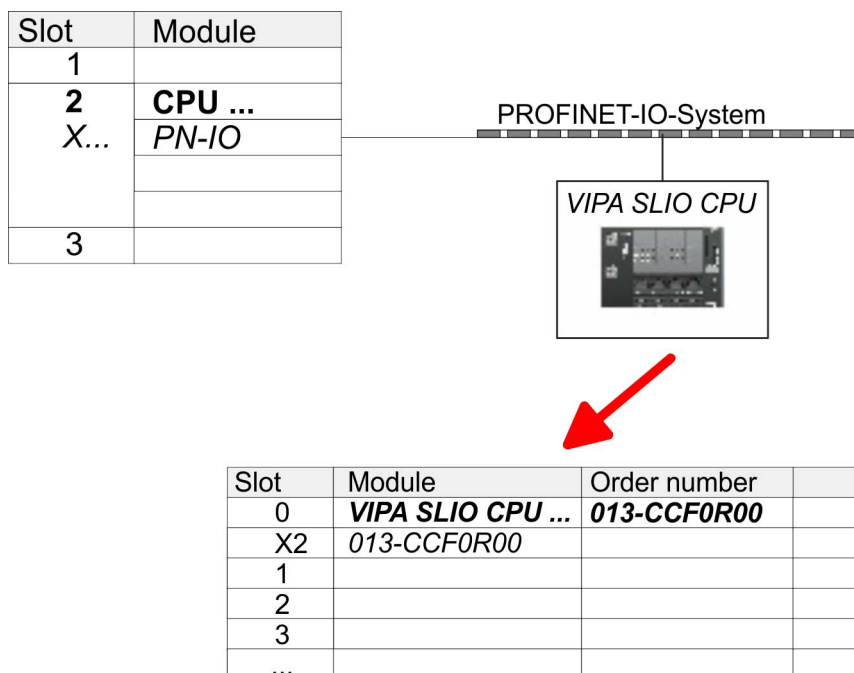 Slot Module
1
2 CPU ...
X... PN-IO
3
PROFINET-IO-System
VIPA SLIO CPU
Slot Module Order number
0 VIPA SLIO CPU ... 013-CCF0R00
X2 013-CCF0R00
1
2
3
...